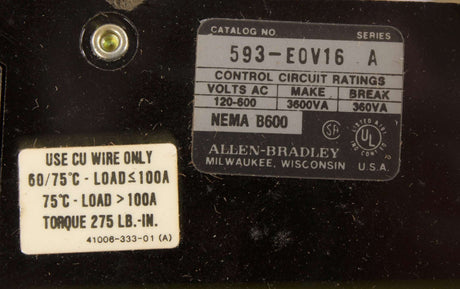 CATALOG NO. SERIES
593-EOV16 A
CONTROL CIRCUIT RATINGS
VOLTS AC MAKE BREAK
120-600 3600VA 360VA
NEMA B600
SA UL
ALLEN-BRADLEY
MILWAUKEE, WISCONSIN U.S.A.
USE CU WIRE ONLY
60/75°C - LOAD ≤ 100A
75°C - LOAD > 100A
TORQUE 275 LB.-IN.
41006-333-01 (A)